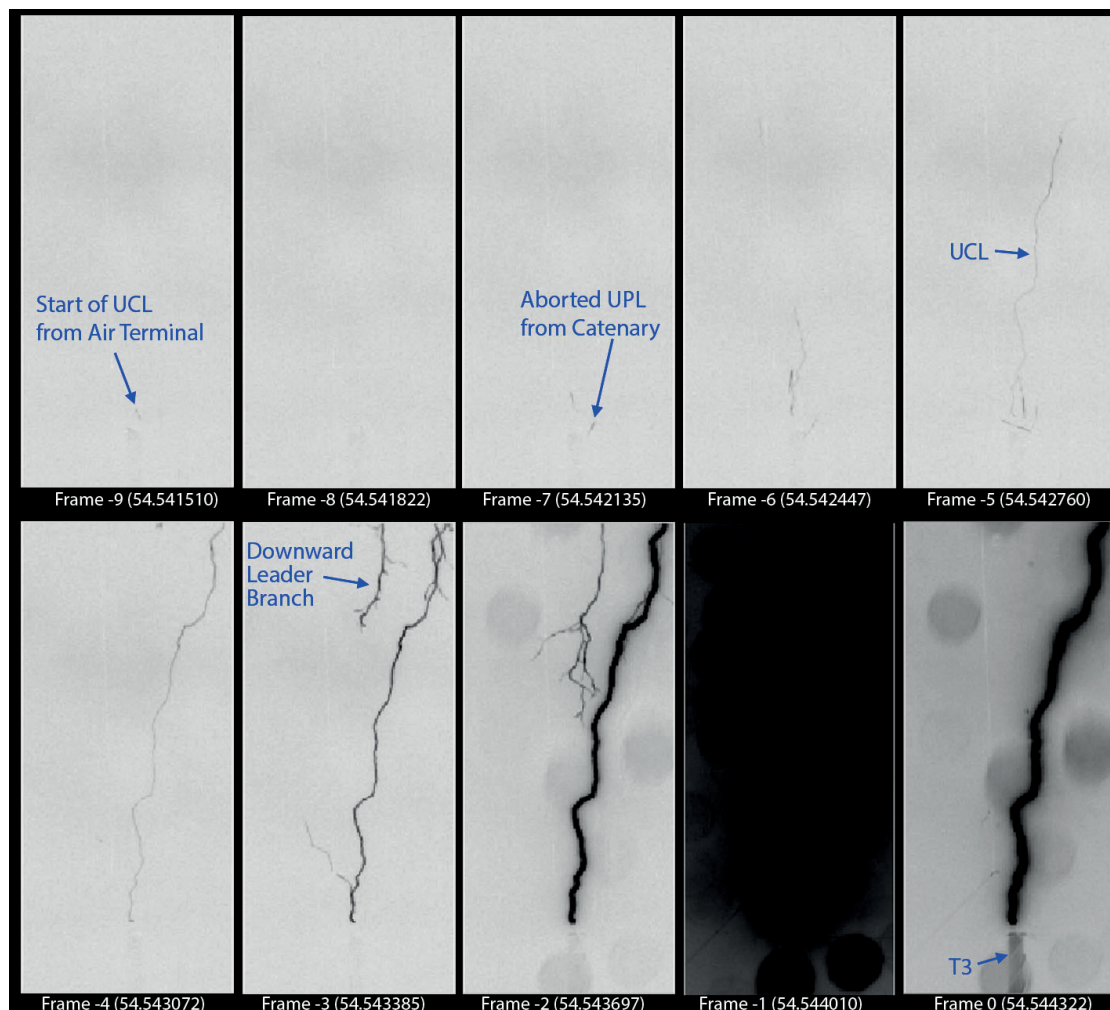 Start of UCL
from Air Terminal
Aborted UPL
from Catenary
UCL
Frame -9 (54.541510)
Frame -8 (54.541822)
Frame -7 (54.542135)
Frame -6 (54.542447)
Frame -5 (54.542760)
Downward
Leader
Branch
T3
Frame -4 (54.543072)
Frame -3 (54.543385)
Frame -2 (54.543697)
Frame -1 (54.544010)
Frame 0 (54.544322)